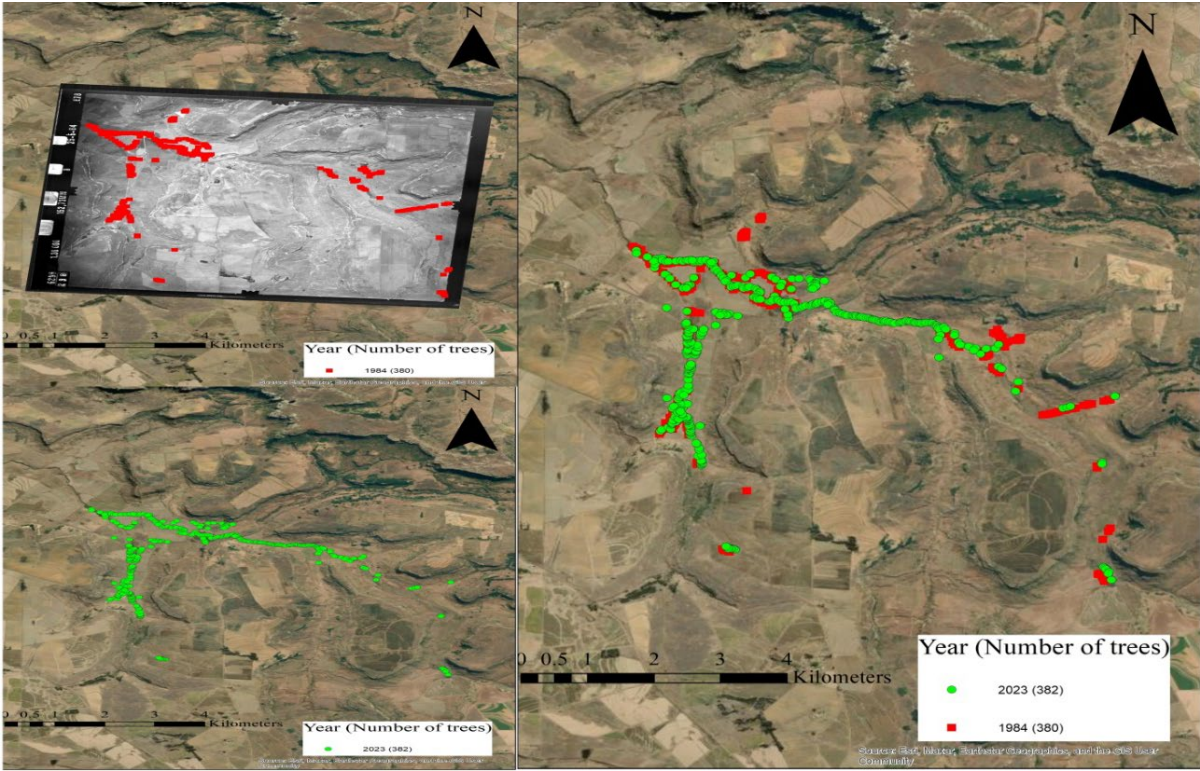 N
0 0.5 1 2 3 4
Kilometers
Year (Number of trees)
1984 (380)
N
0 0.5 1 2 3 4
Kilometers
Year (Number of trees)
2023 (382)
N
0 0.5 1 2 3 4
Kilometers
Year (Number of trees)
2023 (382)
1984 (380)
Source: Esri, Maxar, Earthstar Geographics, and the GIS User
Community